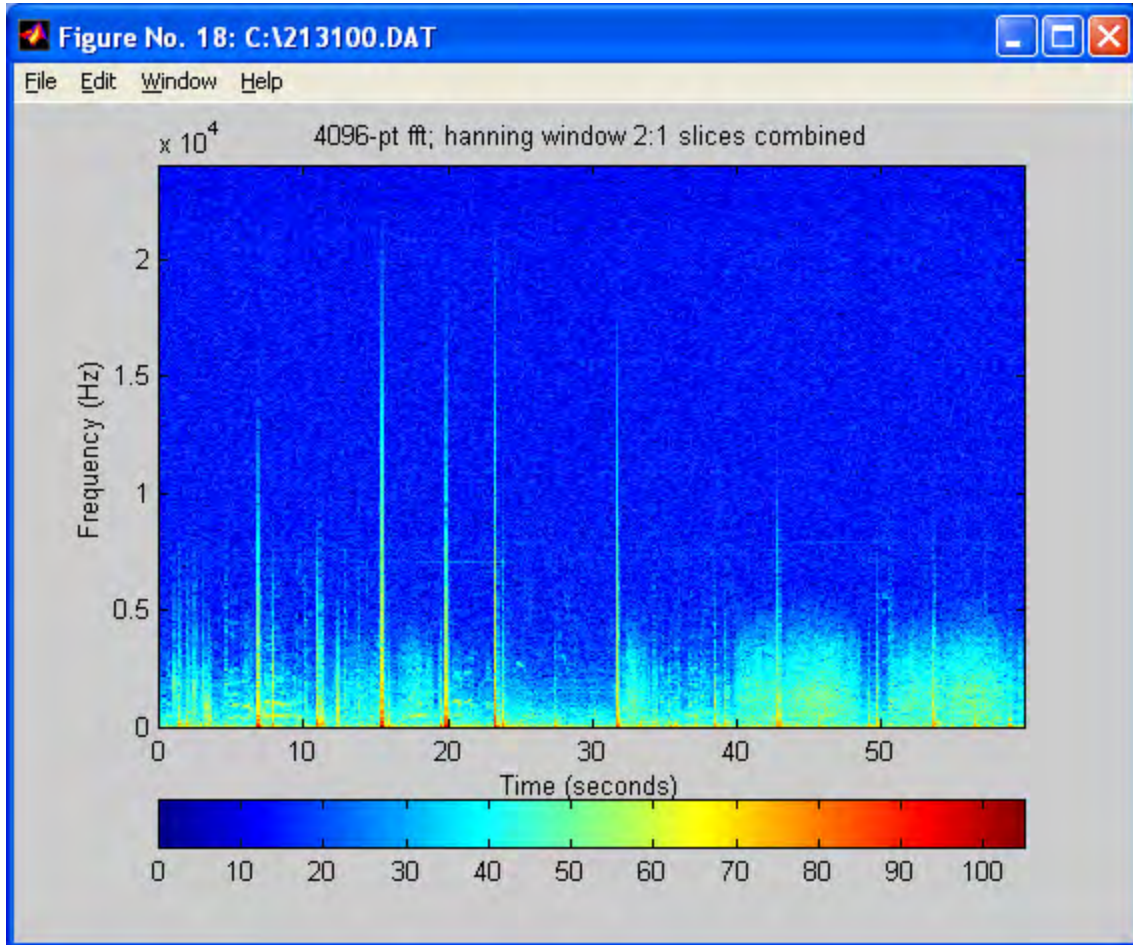 Figure No. 18: C:\213100.DAT
File Edit Window Help
4096-pt fft; hanning window 2:1 slices combined
x 10^4
2
1.5
1
0.5
0
Frequency (Hz)
0 10 20 30 40 50
Time (seconds)
0 10 20 30 40 50 60 70 80 90 100